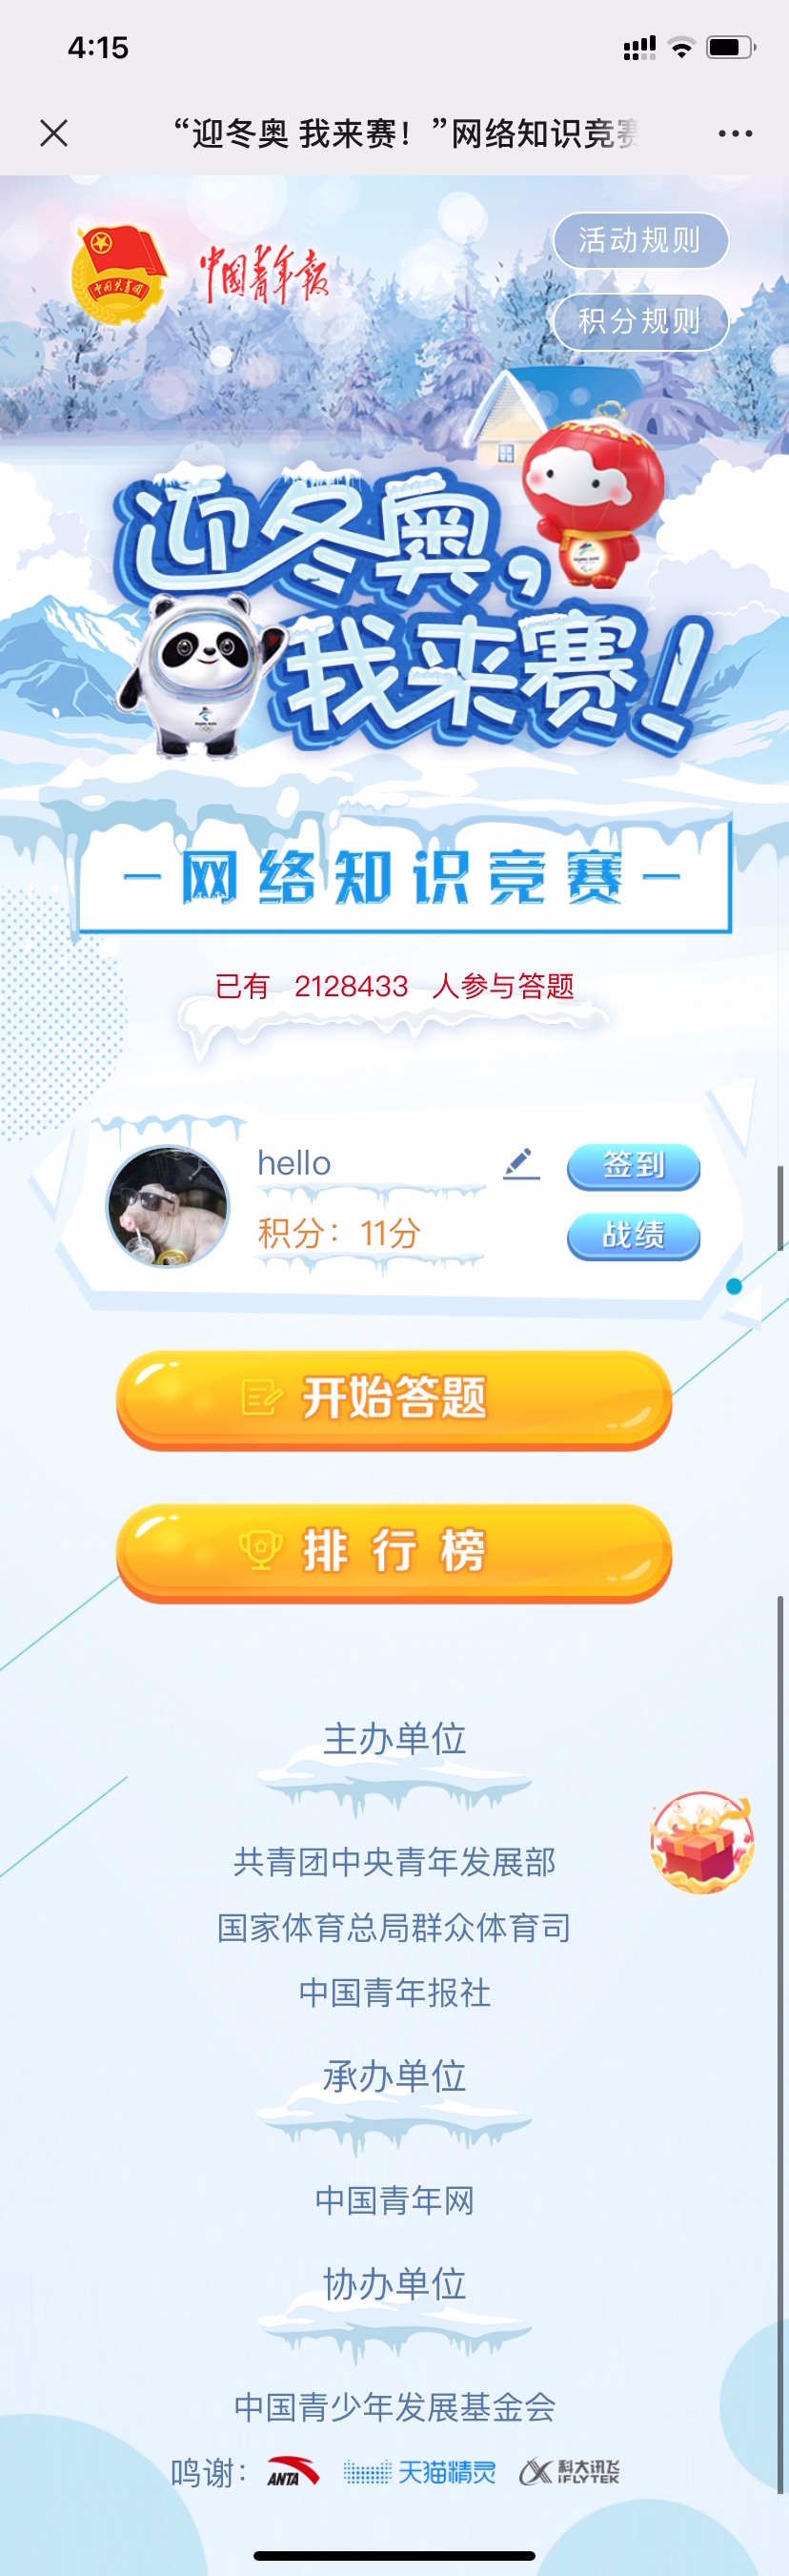 4:15
“迎冬奥 我来赛！”网络知识竞赛
中国共青团
中国青年报
活动规则
积分规则
迎冬奥，
我来赛！
网络知识竞赛
已有 2128433 人参与答题
hello
签到
积分：11分
战绩
开始答题
排行榜
主办单位
共青团中央青年发展部
国家体育总局群众体育司
中国青年报社
承办单位
中国青年网
协办单位
中国青少年发展基金会
鸣谢：ANTA 天猫精灵 科大讯飞 iFLYTEK